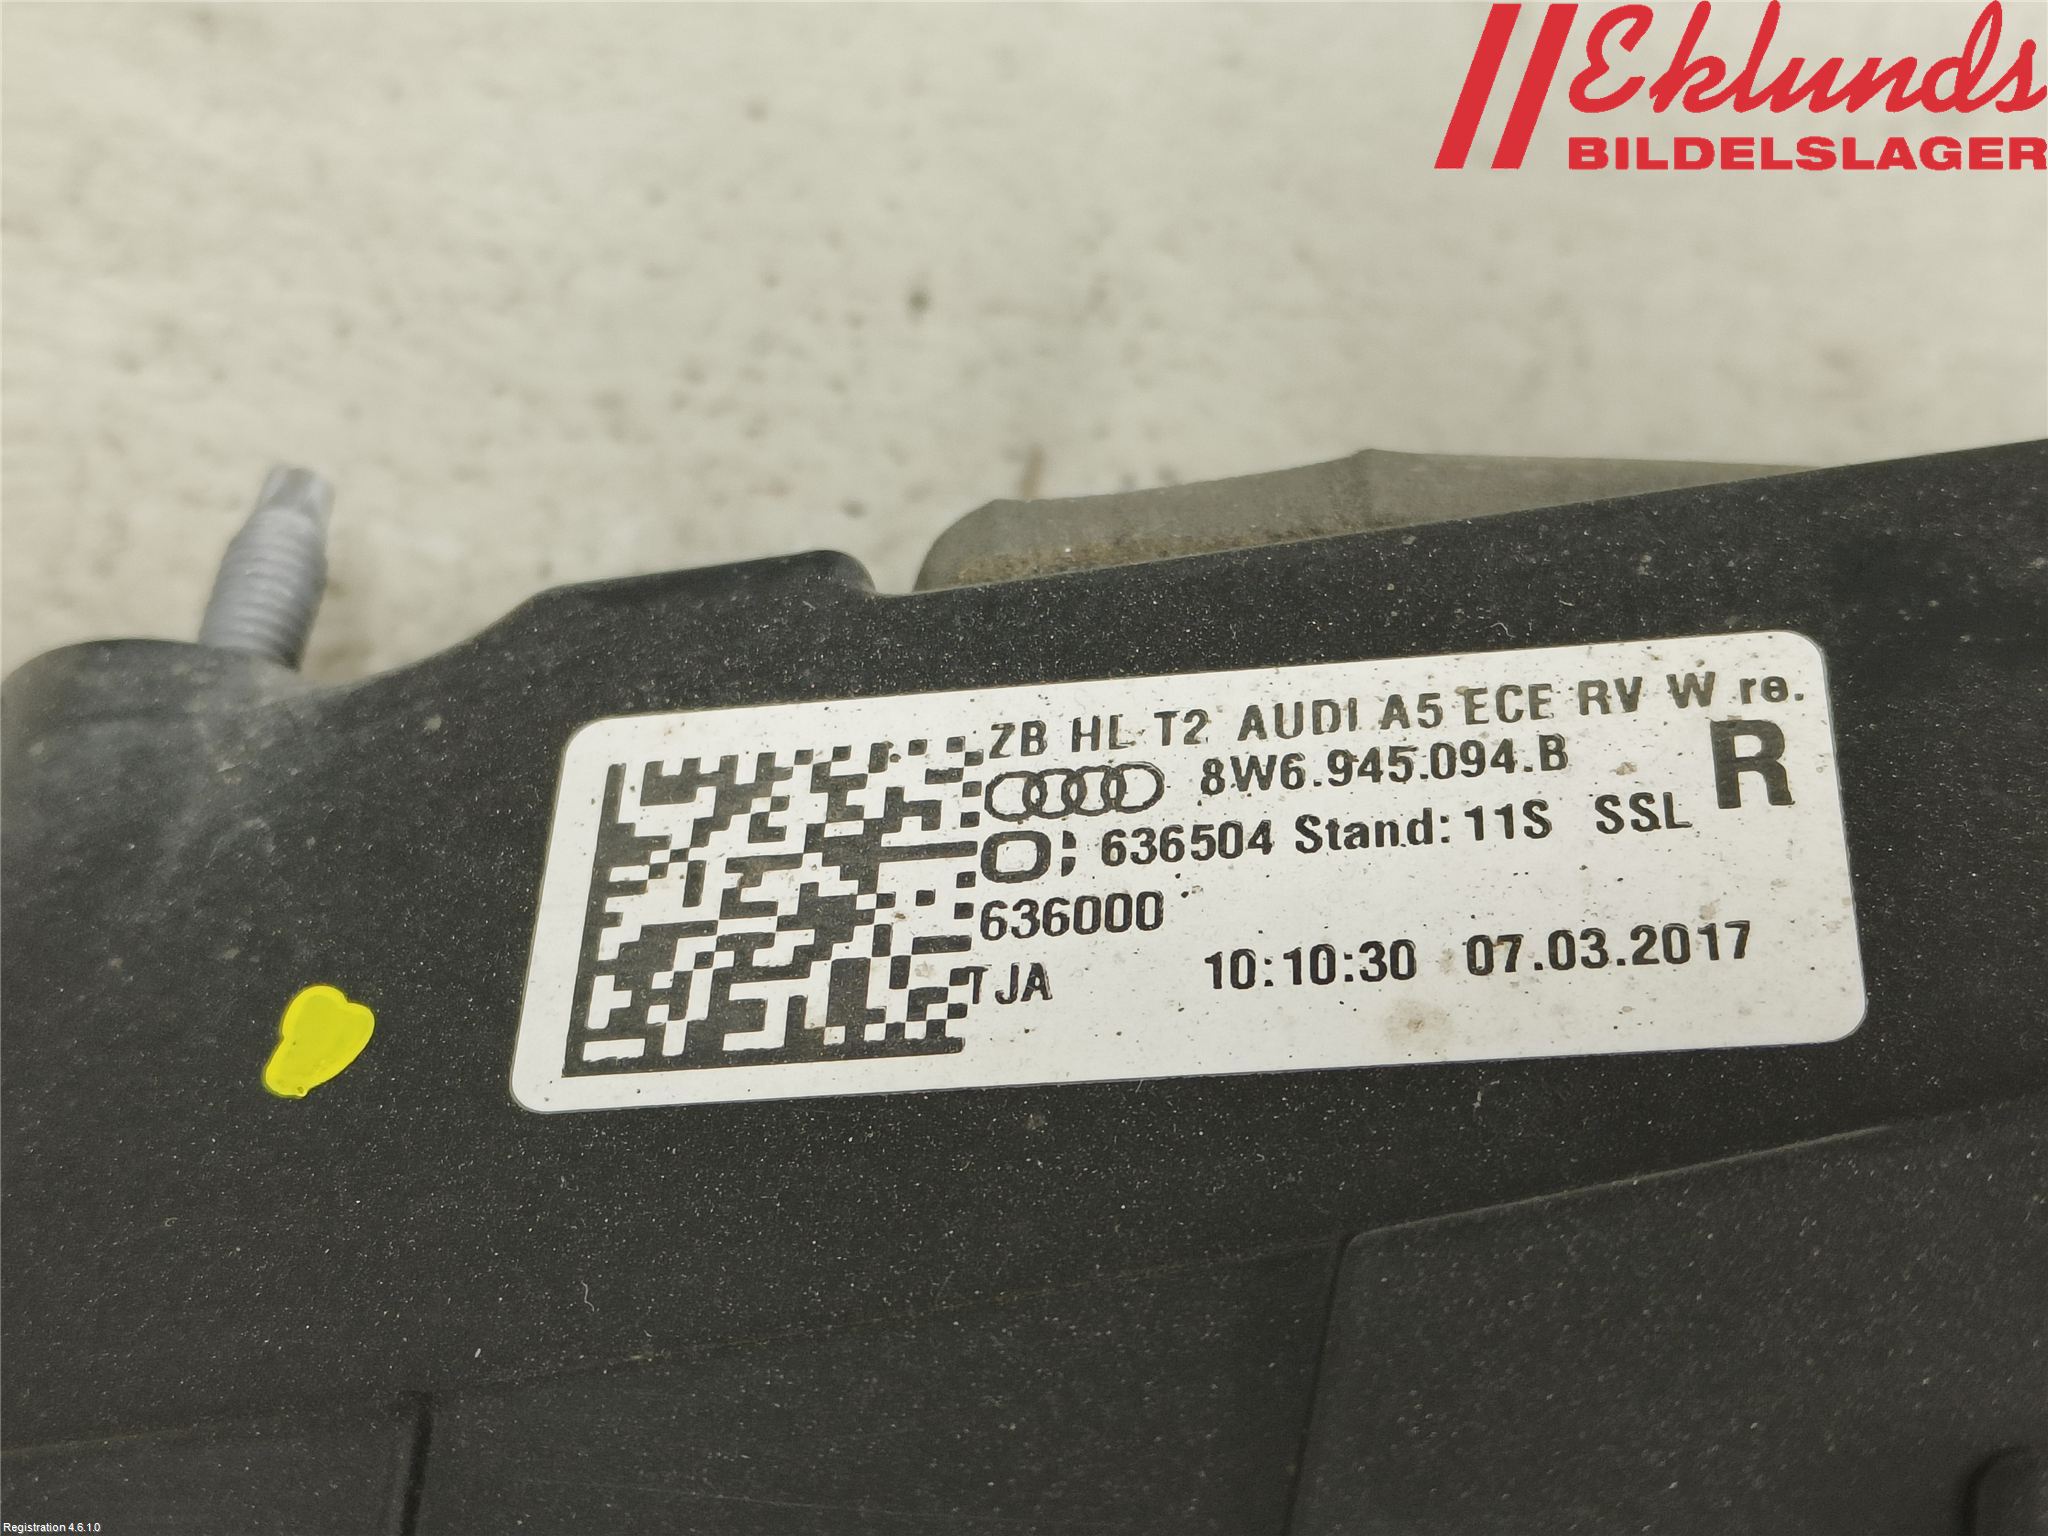 Eklunds
BILDELSLAGER
ZB HL T2 AUDI A5 ECE RV W re.
8W6.945.094.B R
636504 Stand: 11S SSL
636000
TJA 10:10:30 07.03.2017
Registration 4.6.1.0